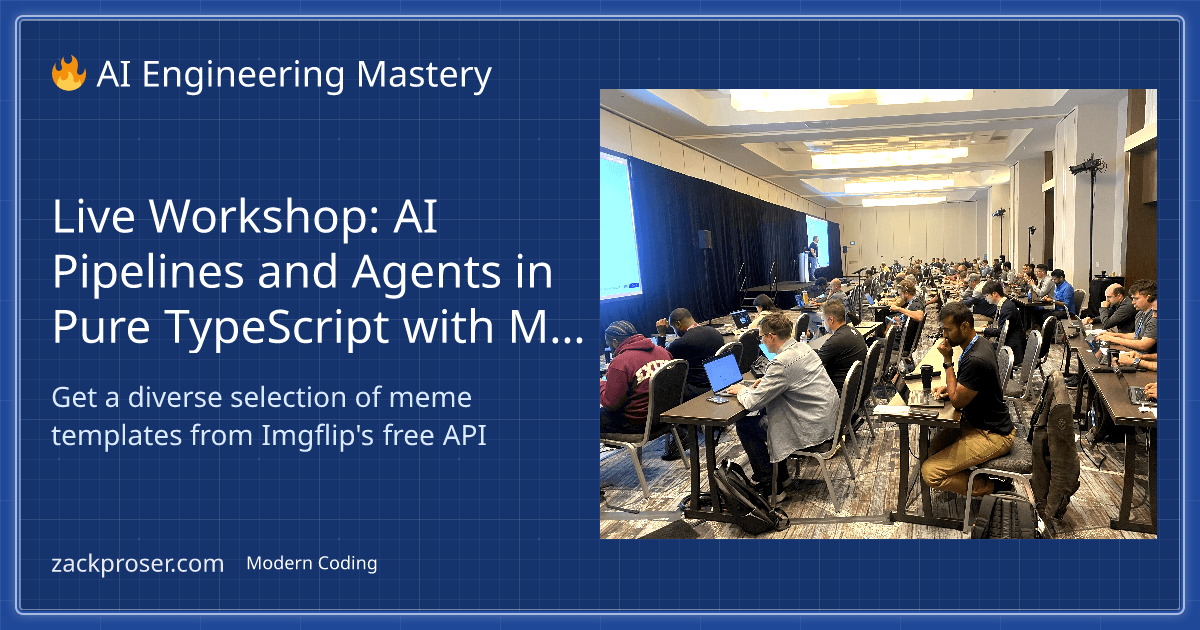 🔥 AI Engineering Mastery
Live Workshop: AI
Pipelines and Agents in
Pure TypeScript with M...
Get a diverse selection of meme
templates from Imgflip's free API
zackproser.com Modern Coding